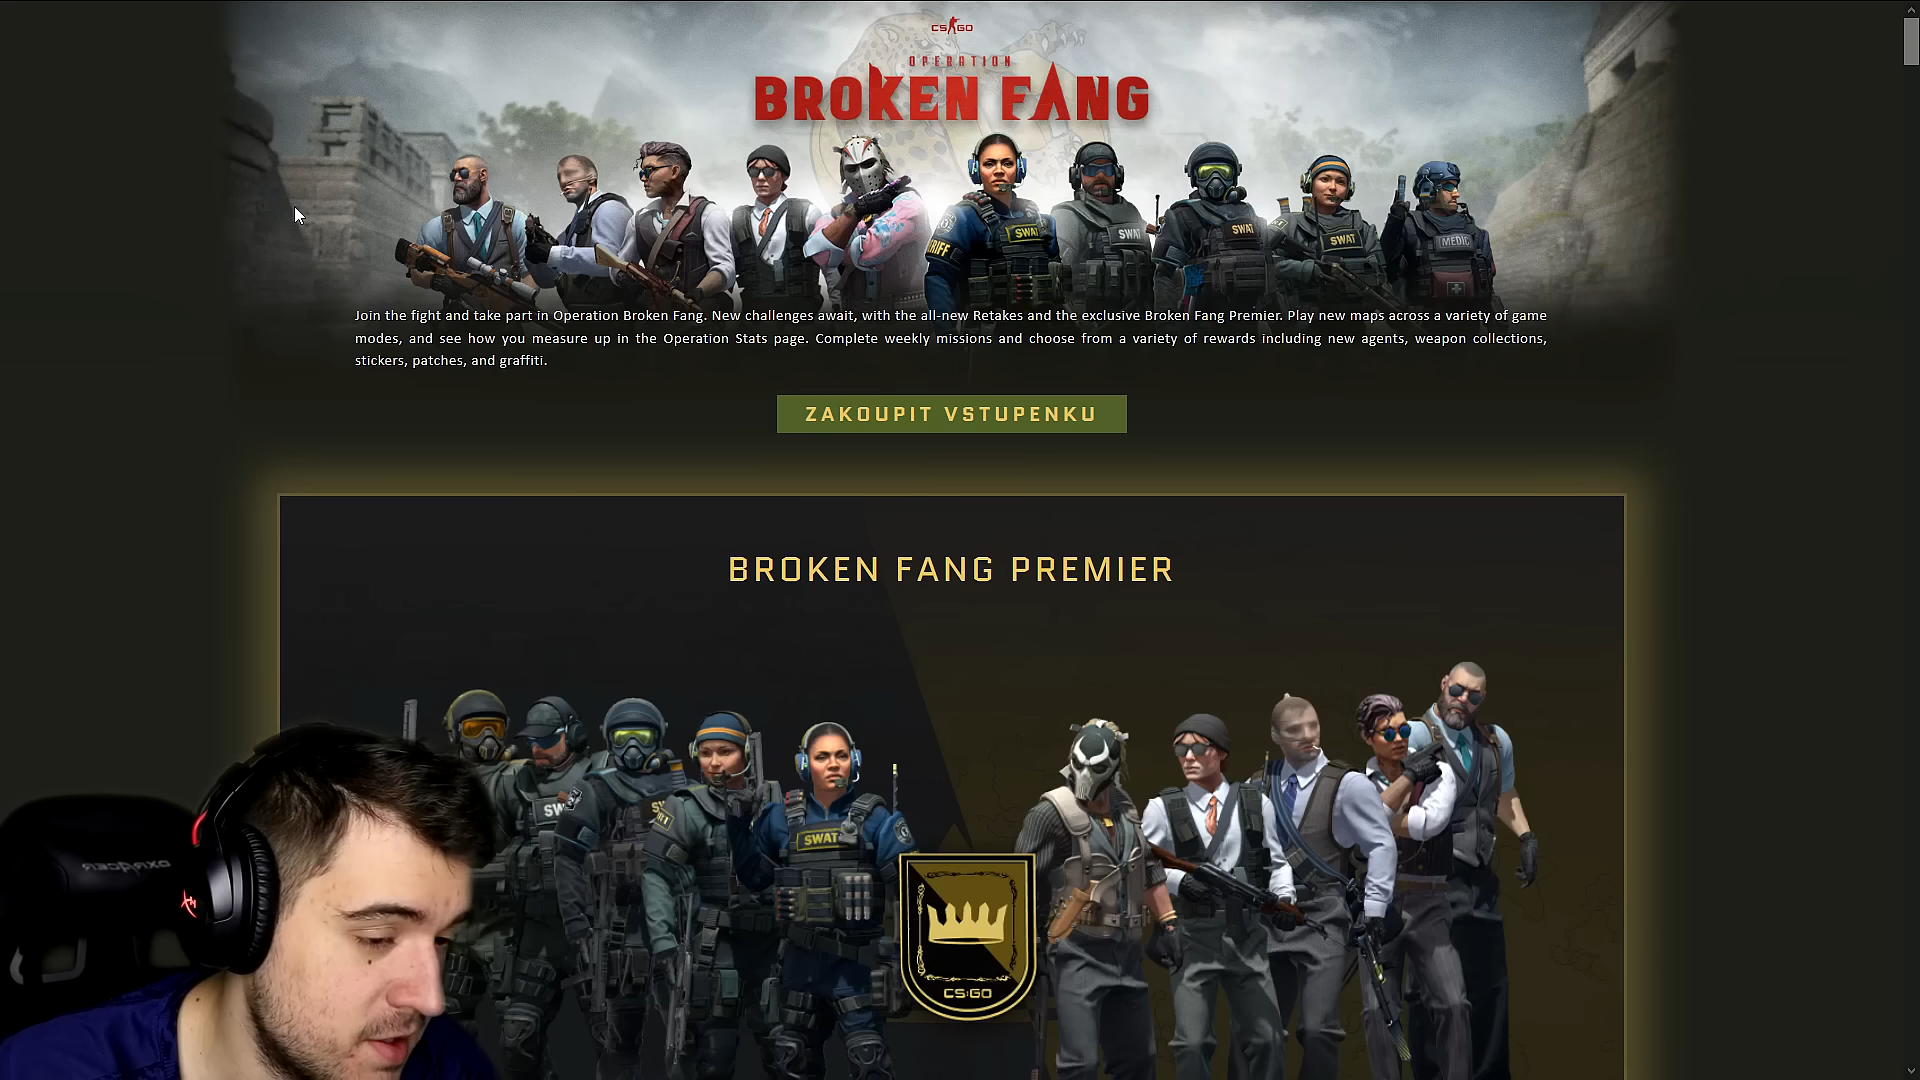 CS GO
OPERATION
BROKEN FANG
SWAT
SWAT
SWAT
SWAT
MEDIC
RIFF
Join the fight and take part in Operation Broken Fang. New challenges await, with the all-new Retakes and the exclusive Broken Fang Premier. Play new maps across a variety of game
modes, and see how you measure up in the Operation Stats page. Complete weekly missions and choose from a variety of rewards including new agents, weapon collections,
stickers, patches, and graffiti.
ZAKOUPIT VSTUPENKU
BROKEN FANG PREMIER
SW
SWAT
CS:GO